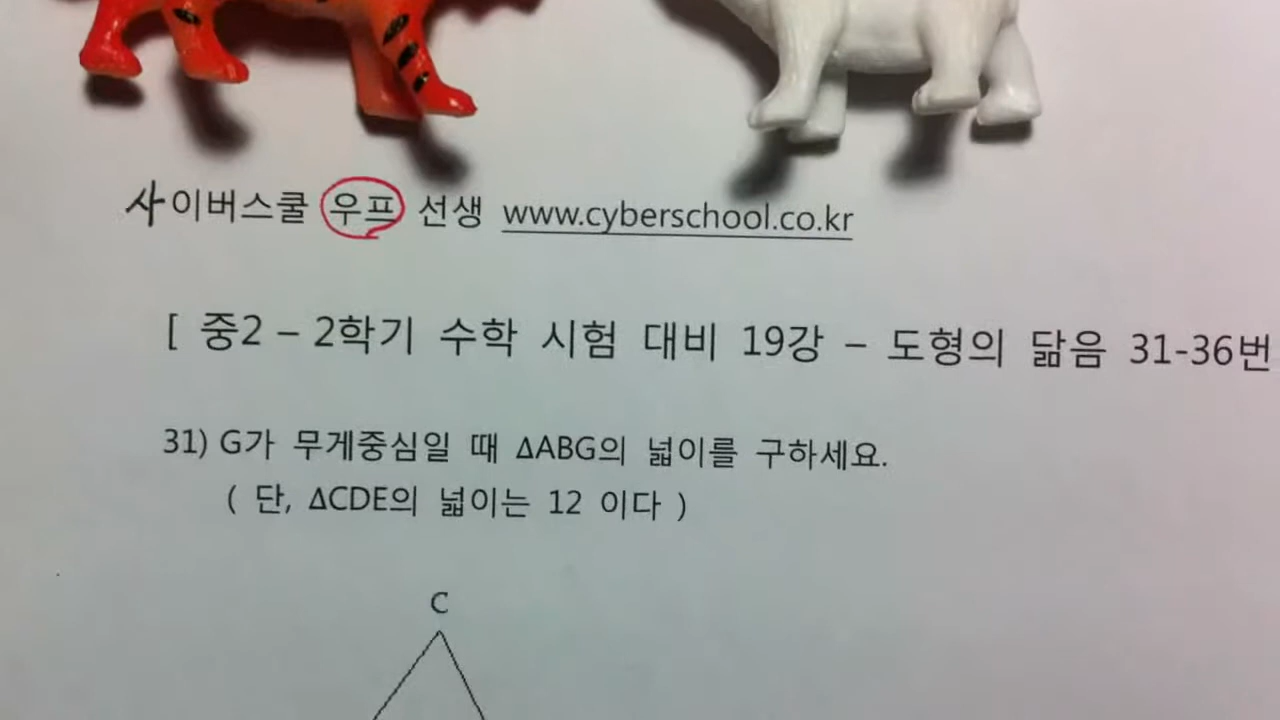 사이버스쿨 우프 선생 www.cyberschool.co.kr
[ 중2 – 2학기 수학 시험 대비 19강 – 도형의 닮음 31-36번
31) G가 무게중심일 때 ΔABG의 넓이를 구하세요.
( 단, ΔCDE의 넓이는 12 이다 )
C